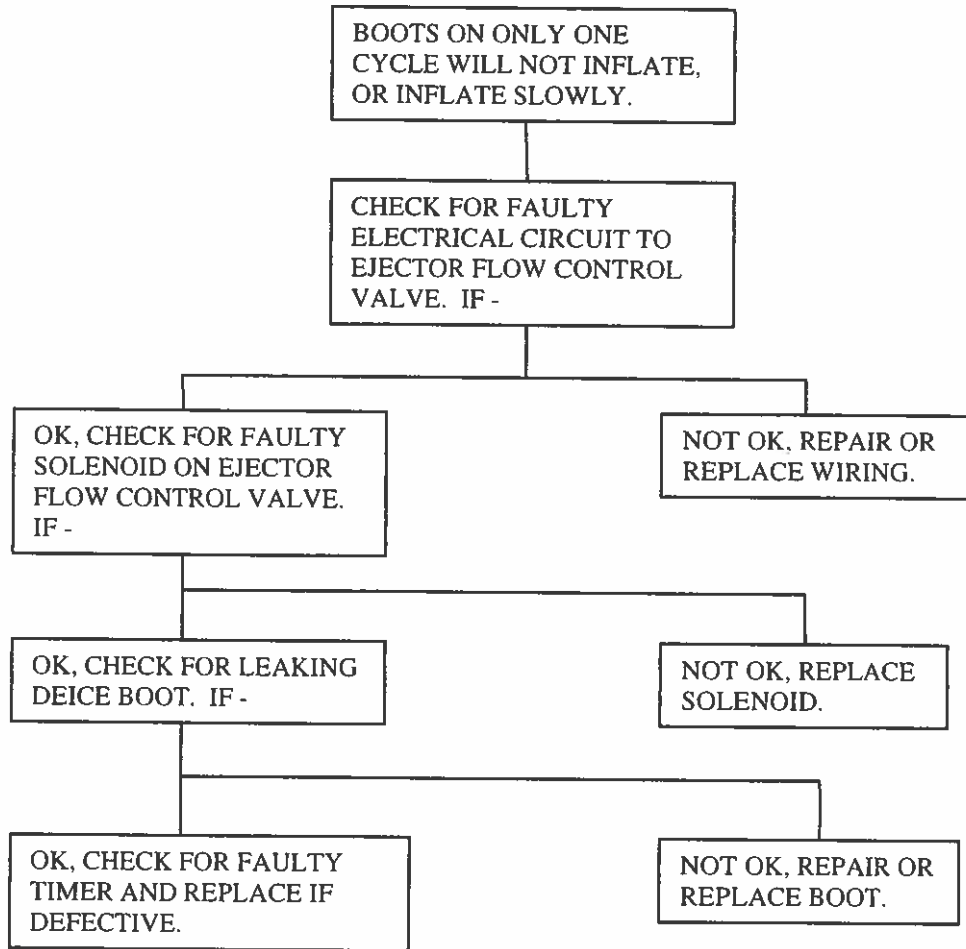 BOOTS ON ONLY ONE
CYCLE WILL NOT INFLATE,
OR INFLATE SLOWLY.
CHECK FOR FAULTY
ELECTRICAL CIRCUIT TO
EJECTOR FLOW CONTROL
VALVE. IF -
OK, CHECK FOR FAULTY
SOLENOID ON EJECTOR
FLOW CONTROL VALVE.
IF -
NOT OK, REPAIR OR
REPLACE WIRING.
OK, CHECK FOR LEAKING
DEICE BOOT. IF -
NOT OK, REPLACE
SOLENOID.
OK, CHECK FOR FAULTY
TIMER AND REPLACE IF
DEFECTIVE.
NOT OK, REPAIR OR
REPLACE BOOT.